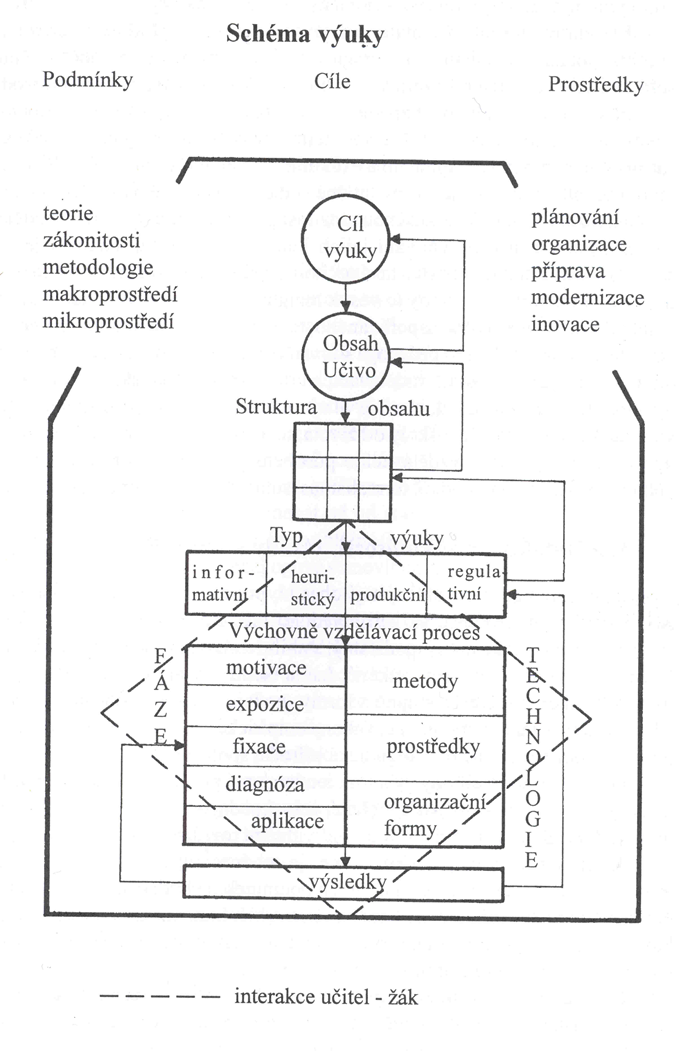 Schéma výuky
Podmínky
Cíle
Prostředky
teorie
zákonitosti
metodologie
makroprostředí
mikroprostředí
Cíl
výuky
plánování
organizace
příprava
modernizace
inovace
Obsah
Učivo
Struktura obsahu
Typ výuky
infor-
mativní
heuri-
stický
produkční
regula-
tivní
Výchovně vzdělávací proces
FÁZE
motivace
expozice
fixace
diagnóza
aplikace
metody
prostředky
organizační
formy
TECHNOLOGIE
výsledky
interakce učitel - žák